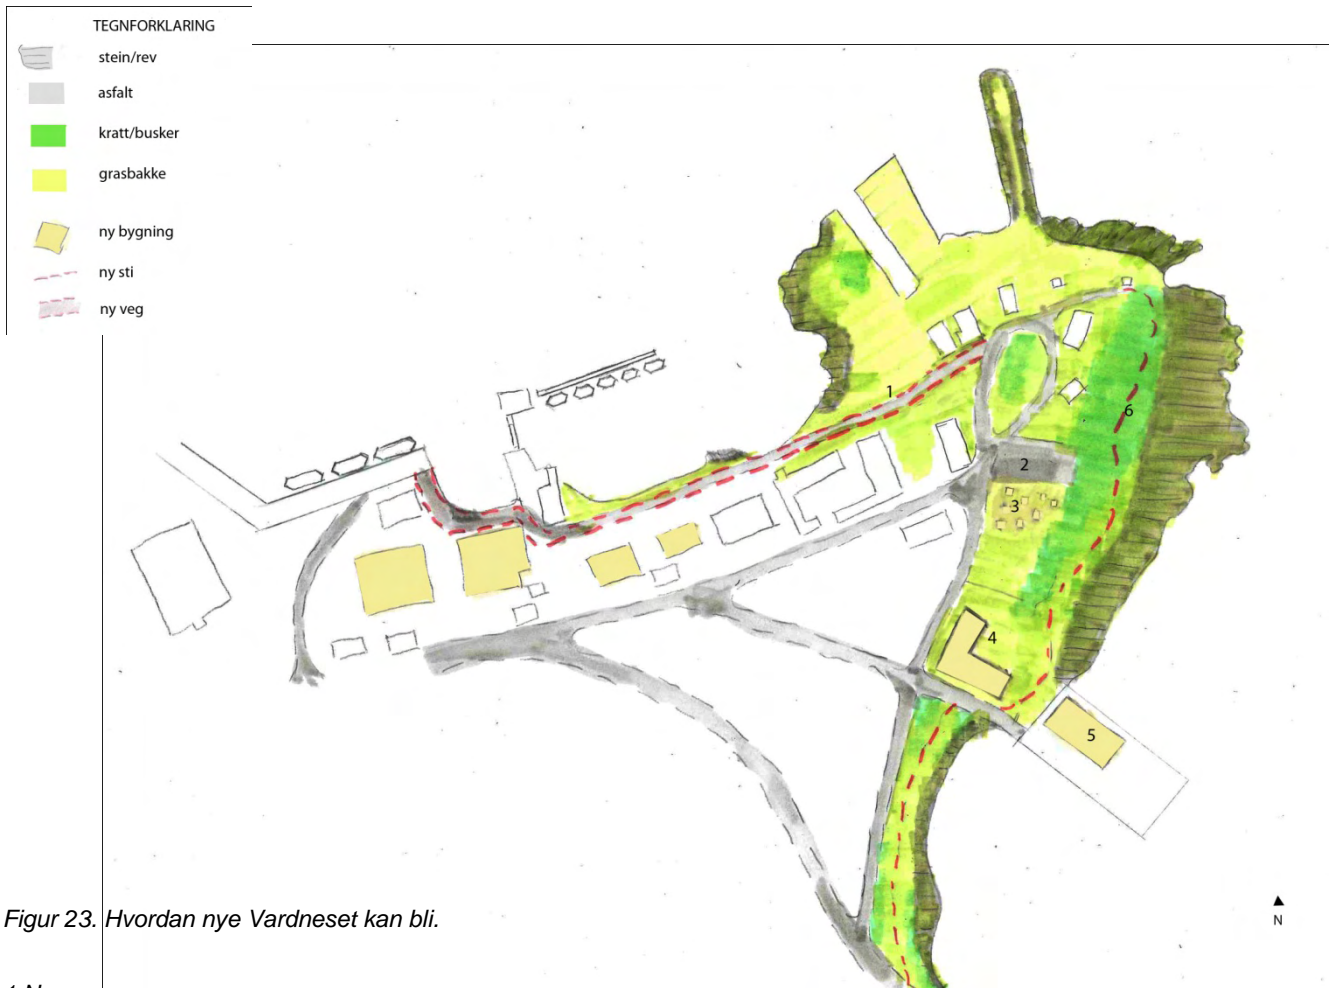 TEGNFORKLARING
stein/rev
asfalt
kratt/busker
grasbakke
ny bygning
ny sti
ny veg
1
6
2
3
4
5
N
Figur 23. Hvordan nye Vardneset kan bli.